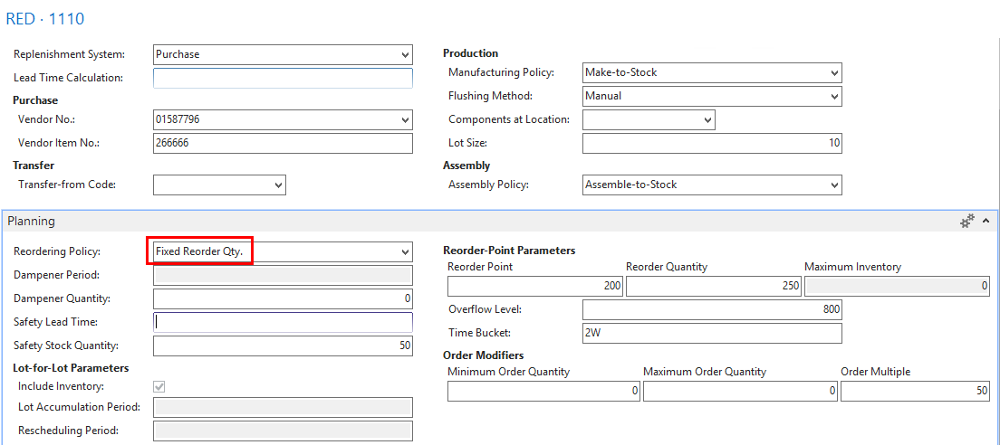 RED · 1110
Replenishment System: Purchase
Lead Time Calculation:
Purchase
Vendor No.: 01587796
Vendor Item No.: 266666
Transfer
Transfer-from Code:
Production
Manufacturing Policy: Make-to-Stock
Flushing Method: Manual
Components at Location:
Lot Size: 10
Assembly
Assembly Policy: Assemble-to-Stock
Planning
Reordering Policy: Fixed Reorder Qty.
Dampener Period:
Dampener Quantity: 0
Safety Lead Time:
Safety Stock Quantity: 50
Lot-for-Lot Parameters
Include Inventory:
Lot Accumulation Period:
Rescheduling Period:
Reorder-Point Parameters
Reorder Point Reorder Quantity Maximum Inventory
200 250 0
Overflow Level: 800
Time Bucket: 2W
Order Modifiers
Minimum Order Quantity Maximum Order Quantity Order Multiple
0 0 50